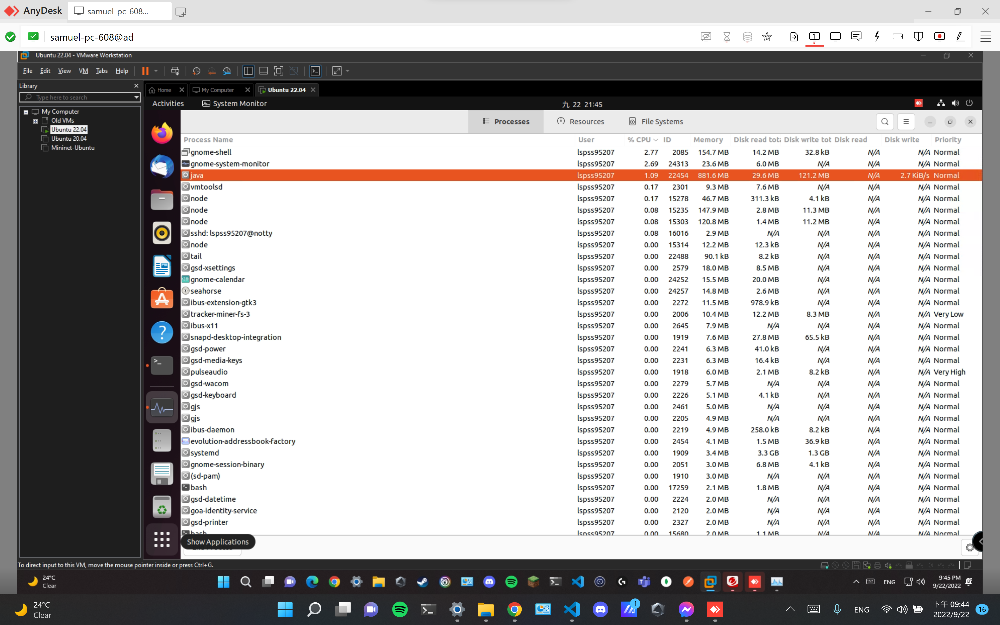 AnyDesk samuel-pc-608...
samuel-pc-608@ad
Ubuntu 22.04 - VMware Workstation
File Edit View VM Tabs Help
Library
Type here to search
My Computer
Old VMs
Ubuntu 22.04
Ubuntu 20.04
Mininet-Ubuntu
Home My Computer Ubuntu 22.04
Activities System Monitor 九 22 21:45
Processes Resources File Systems
Process Name User % CPU ID Memory Disk read tota Disk write tot Disk read Disk write Priority
gnome-shell lspss95207 2.77 2085 154.7 MB 14.2 MB 32.8 kB N/A N/A Normal
gnome-system-monitor lspss95207 2.69 24313 23.6 MB 6.0 MB N/A N/A N/A Normal
java lspss95207 1.09 22454 881.6 MB 29.6 MB 121.2 MB N/A 2.7 KiB/s Normal
vmtoolsd lspss95207 0.17 2301 9.3 MB 7.6 MB N/A N/A N/A Normal
node lspss95207 0.17 15278 46.7 MB 311.3 kB 4.1 kB N/A N/A Normal
node lspss95207 0.08 15235 147.9 MB 2.8 MB 11.3 MB N/A N/A Normal
node lspss95207 0.08 15303 120.8 MB 1.4 MB 11.2 MB N/A N/A Normal
sshd: lspss95207@notty lspss95207 0.08 16016 2.9 MB N/A N/A N/A N/A Normal
node lspss95207 0.00 15314 12.2 MB 12.3 kB N/A N/A N/A Normal
tail lspss95207 0.00 22488 90.1 kB 8.2 kB N/A N/A N/A Normal
gsd-xsettings lspss95207 0.00 2579 18.0 MB 8.5 MB N/A N/A N/A Normal
gnome-calendar lspss95207 0.00 24252 15.5 MB 20.0 MB N/A N/A N/A Normal
seahorse lspss95207 0.00 24257 14.8 MB 2.6 MB N/A N/A N/A Normal
ibus-extension-gtk3 lspss95207 0.00 2272 11.5 MB 978.9 kB N/A N/A N/A Normal
tracker-miner-fs-3 lspss95207 0.00 2006 10.4 MB 12.2 MB 8.3 MB N/A N/A Very Low
ibus-x11 lspss95207 0.00 2645 7.9 MB N/A N/A N/A N/A Normal
snapd-desktop-integration lspss95207 0.00 1919 7.6 MB 27.8 MB 65.5 kB N/A N/A Normal
gsd-power lspss95207 0.00 2241 6.3 MB 41.0 kB N/A N/A N/A Normal
gsd-media-keys lspss95207 0.00 2231 6.3 MB 16.4 kB N/A N/A N/A Normal
pulseaudio lspss95207 0.00 1918 6.0 MB 2.1 MB 8.2 kB N/A N/A Very High
gsd-wacom lspss95207 0.00 2279 5.7 MB N/A N/A N/A N/A Normal
gsd-keyboard lspss95207 0.00 2226 5.1 MB 4.1 kB N/A N/A N/A Normal
gjs lspss95207 0.00 2461 5.0 MB N/A N/A N/A N/A Normal
gjs lspss95207 0.00 2205 4.9 MB N/A N/A N/A N/A Normal
ibus-daemon lspss95207 0.00 2219 4.9 MB 258.0 kB 8.2 kB N/A N/A Normal
evolution-addressbook-factory lspss95207 0.00 2454 4.1 MB 1.5 MB 36.9 kB N/A N/A Normal
systemd lspss95207 0.00 1909 3.4 MB 3.3 GB 1.3 GB N/A N/A Normal
gnome-session-binary lspss95207 0.00 2051 3.0 MB 6.8 MB 4.1 kB N/A N/A Normal
(sd-pam) lspss95207 0.00 1910 3.0 MB N/A N/A N/A N/A Normal
bash lspss95207 0.00 17259 2.1 MB 1.8 MB N/A N/A N/A Normal
gsd-datetime lspss95207 0.00 2224 2.0 MB N/A N/A N/A N/A Normal
goa-identity-service lspss95207 0.00 2120 2.0 MB N/A N/A N/A N/A Normal
gsd-printer lspss95207 0.00 2327 2.0 MB N/A N/A N/A N/A Normal
bash lspss95207 0.00 15680 2.0 MB 1.1 MB N/A N/A N/A Normal
Show Applications
To direct input to this VM, move the mouse pointer inside or press Ctrl+G.
24°C
Clear
ENG
9:45 PM
9/22/2022
24°C
Clear
1
ENG
下午 09:44
2022/9/22
16